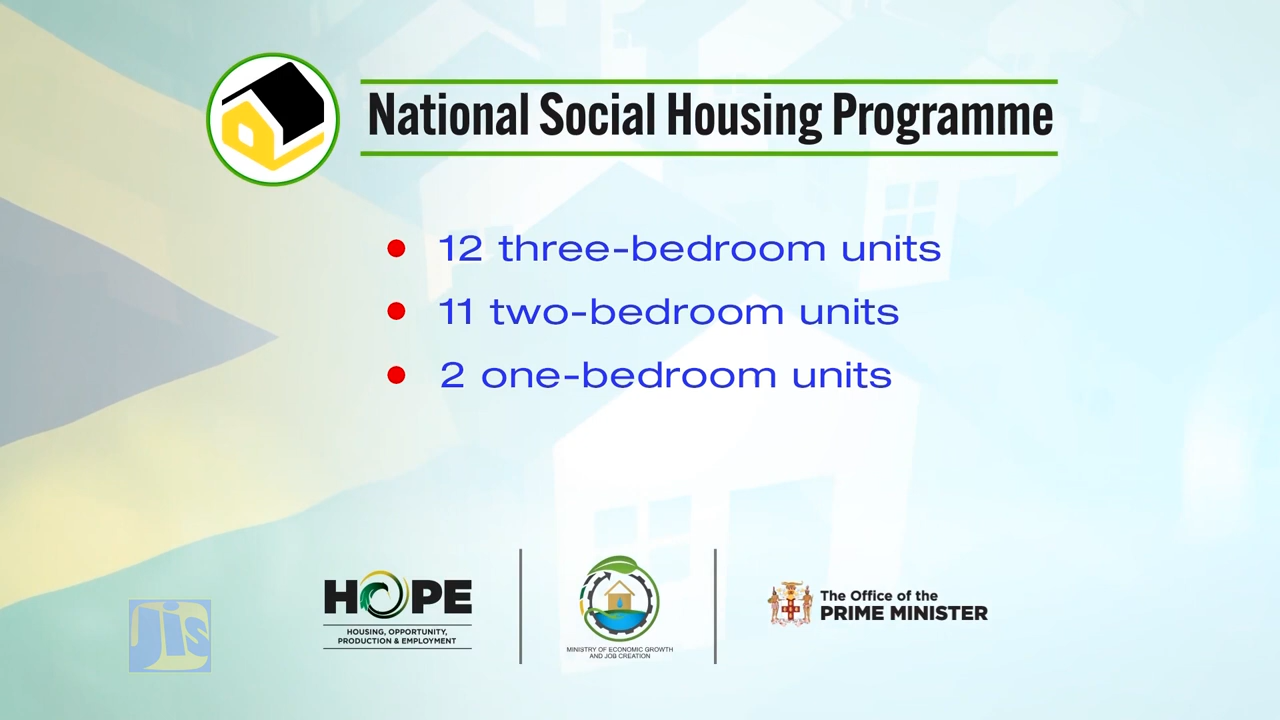 National Social Housing Programme
12 three-bedroom units
11 two-bedroom units
2 one-bedroom units
HOPE
HOUSING, OPPORTUNITY,
PRODUCTION & EMPLOYMENT
MINISTRY OF ECONOMIC GROWTH
AND JOB CREATION
The Office of the
PRIME MINISTER
JIS